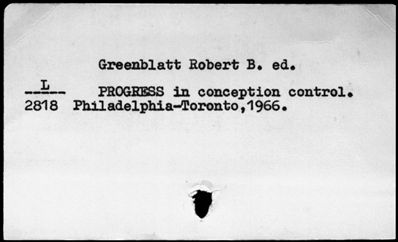 Greenblatt Robert B. ed.
L PROGRESS in conception control.
2818 Philadelphia-Toronto,1966.